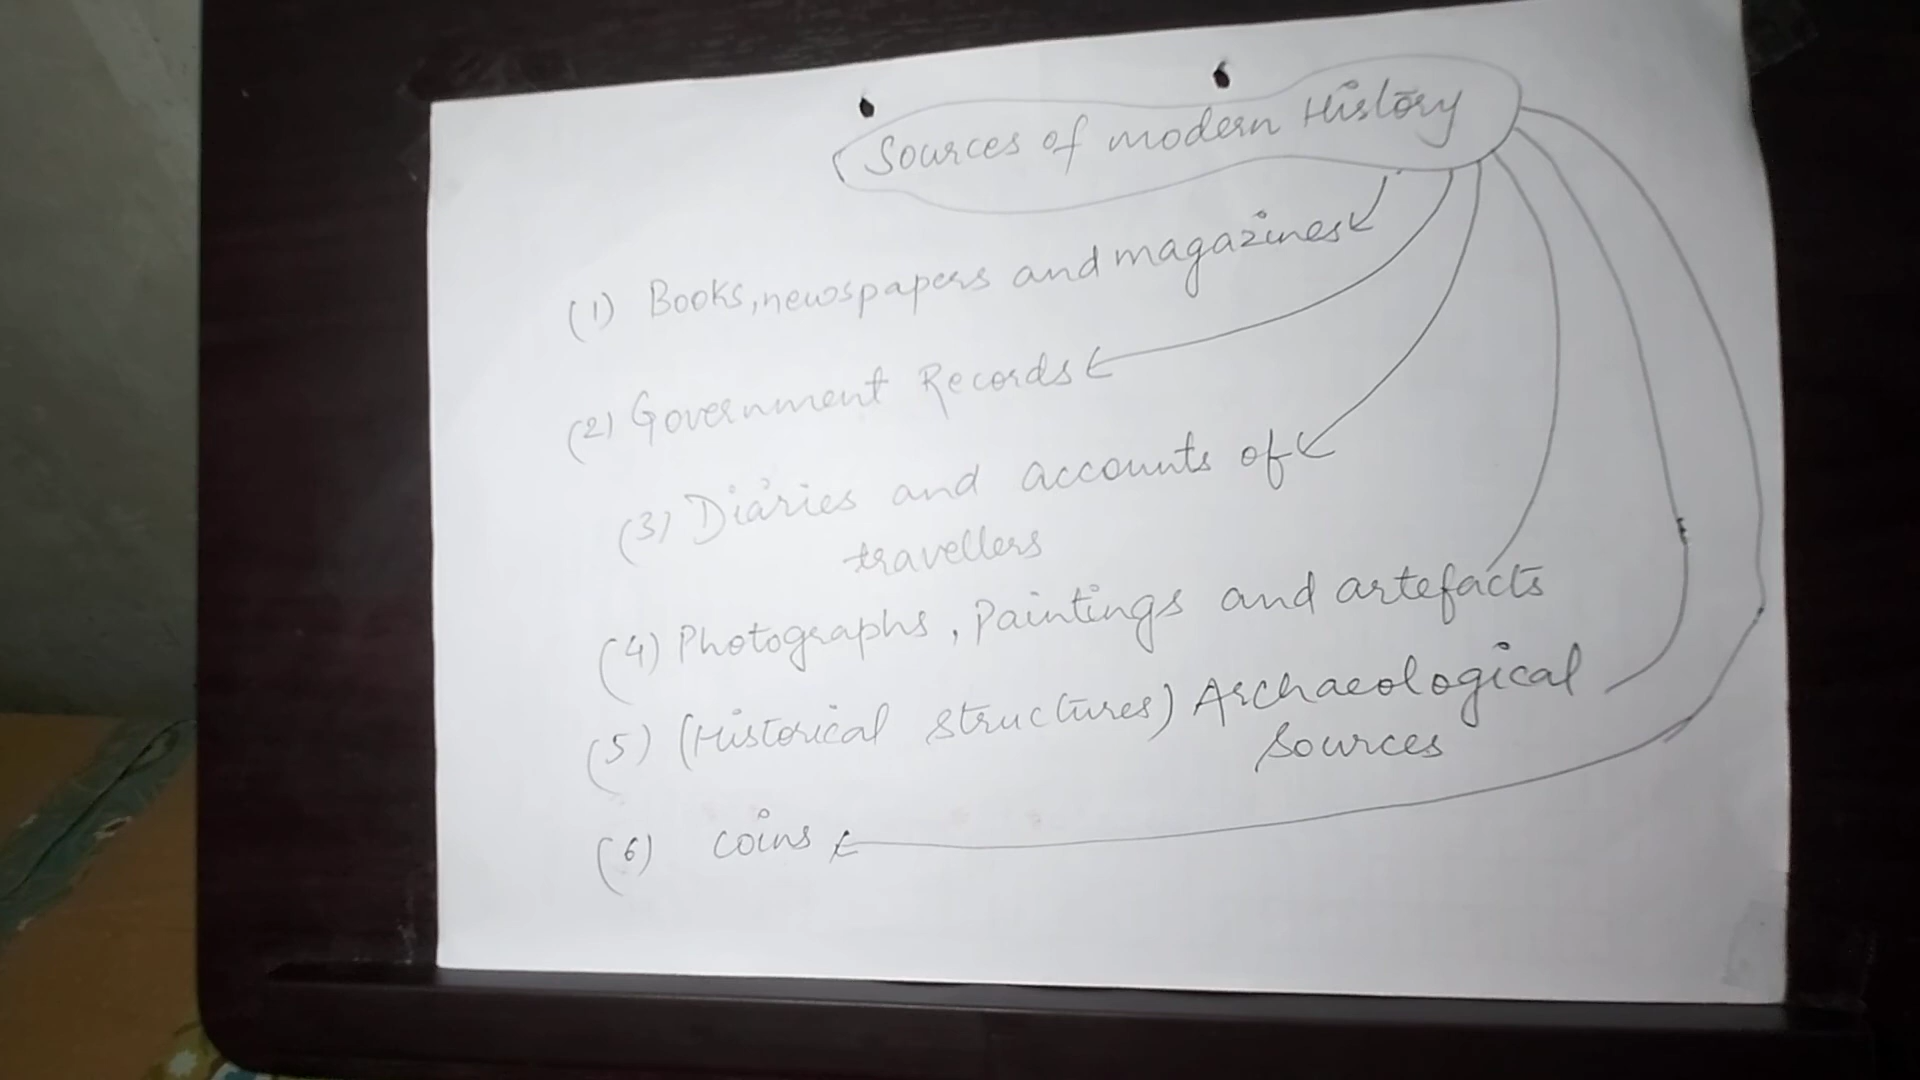 Sources of modern History
(1) Books, newspapers and magazines
(2) Government Records
(3) Diaries and accounts of
travellers
(4) Photographs, Paintings and artefacts
(5) (Historical structures) Archaeological
Sources
(6) coins